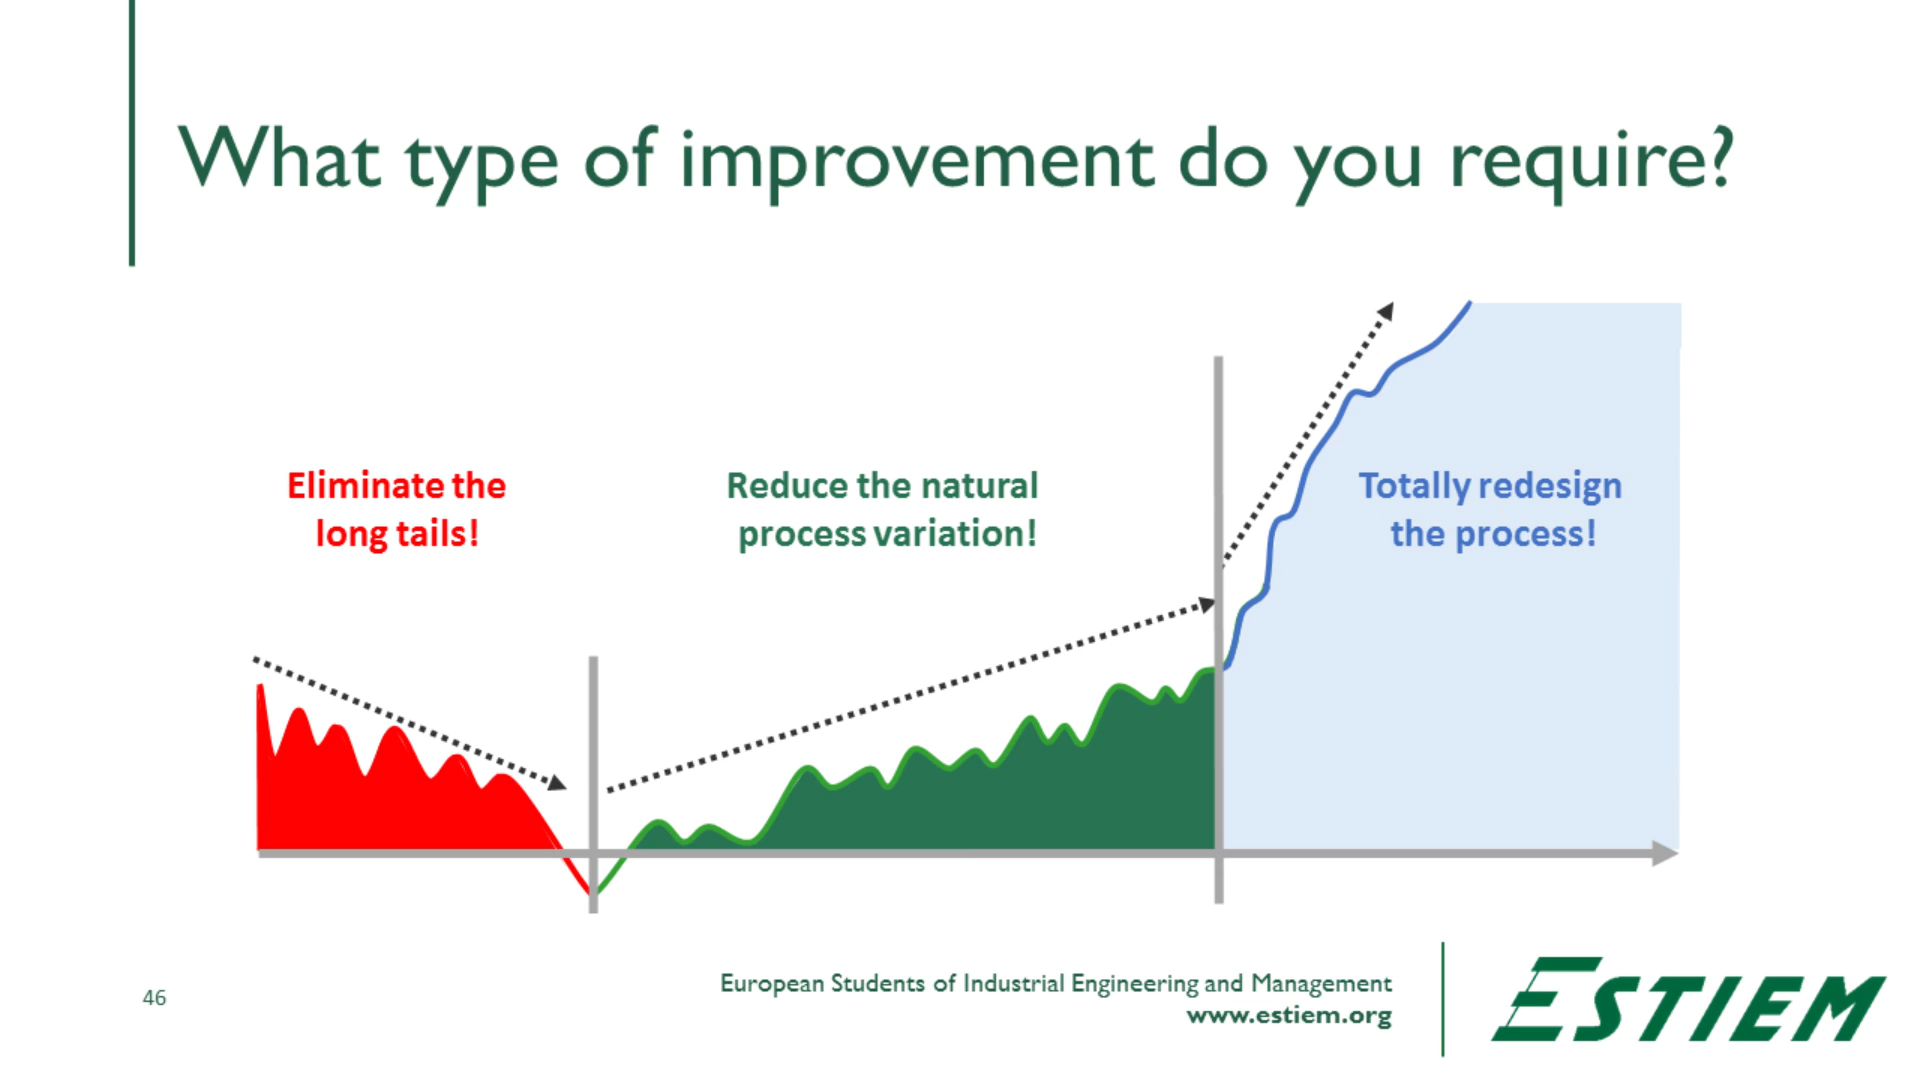 What type of improvement do you require?
Eliminate the
long tails!
Reduce the natural
process variation!
Totally redesign
the process!
46
European Students of Industrial Engineering and Management
www.estiem.org
ESTIEM